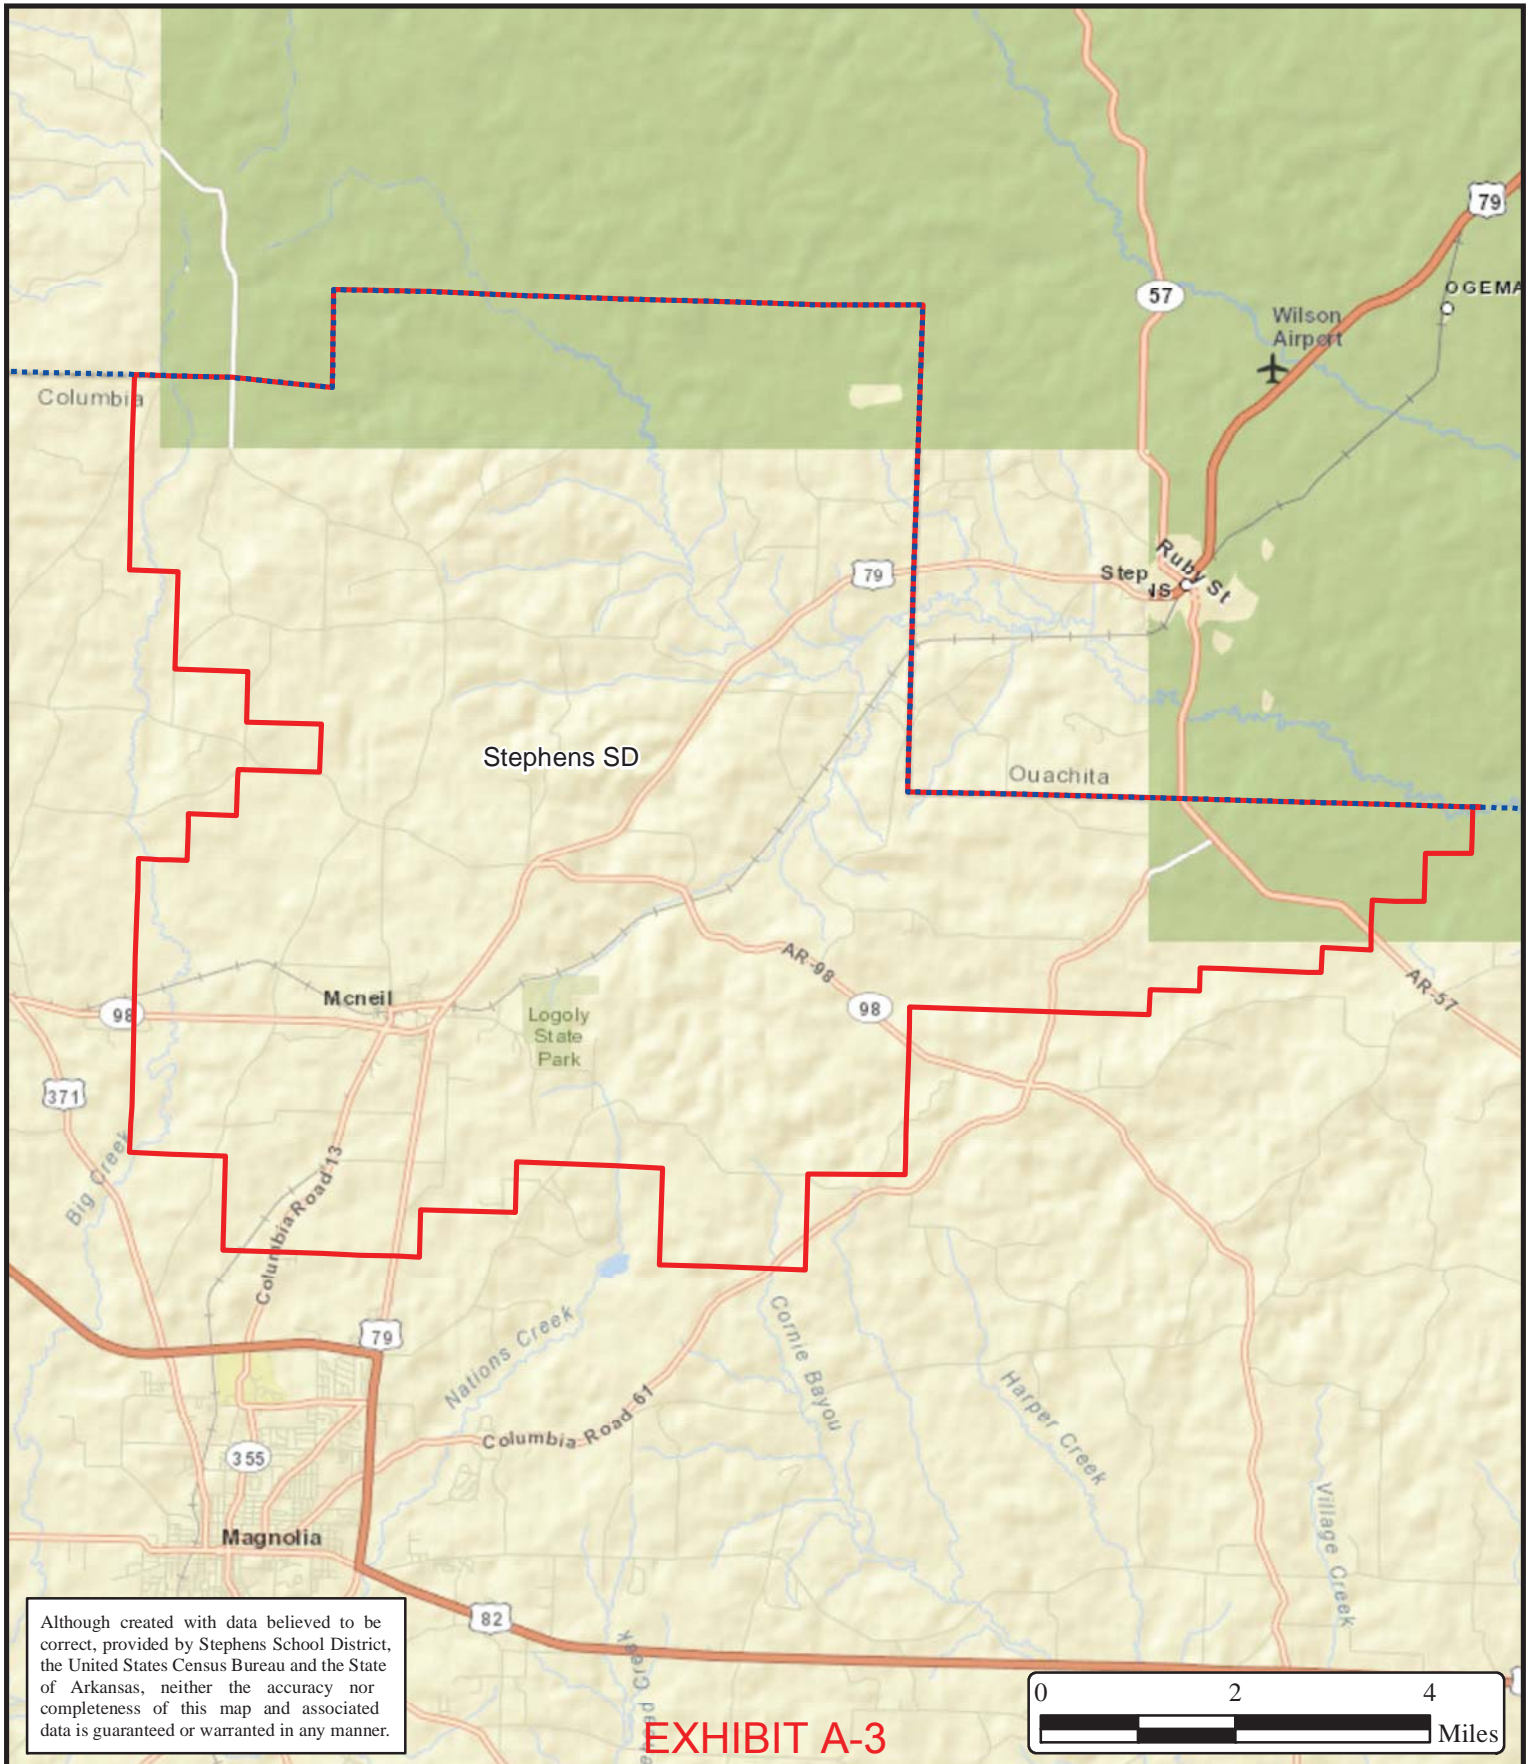 79
OGEMA
57
Wilson
Airport
Columbia
79
Ruby St
Step
NS
Stephens SD
Ouachita
AR-98
98
AR-57
Mcneil
98
Logoly
State
Park
371
Big Creek
Columbia Road 13
79
Nations Creek
Cornie Bayou
Harper Creek
Columbia Road 61
355
Village Creek
Magnolia
82
Although created with data believed to be
correct, provided by Stephens School District,
the United States Census Bureau and the State
of Arkansas, neither the accuracy nor
completeness of this map and associated
data is guaranteed or warranted in any manner.
Creek
EXHIBIT A-3
0 2 4
Miles